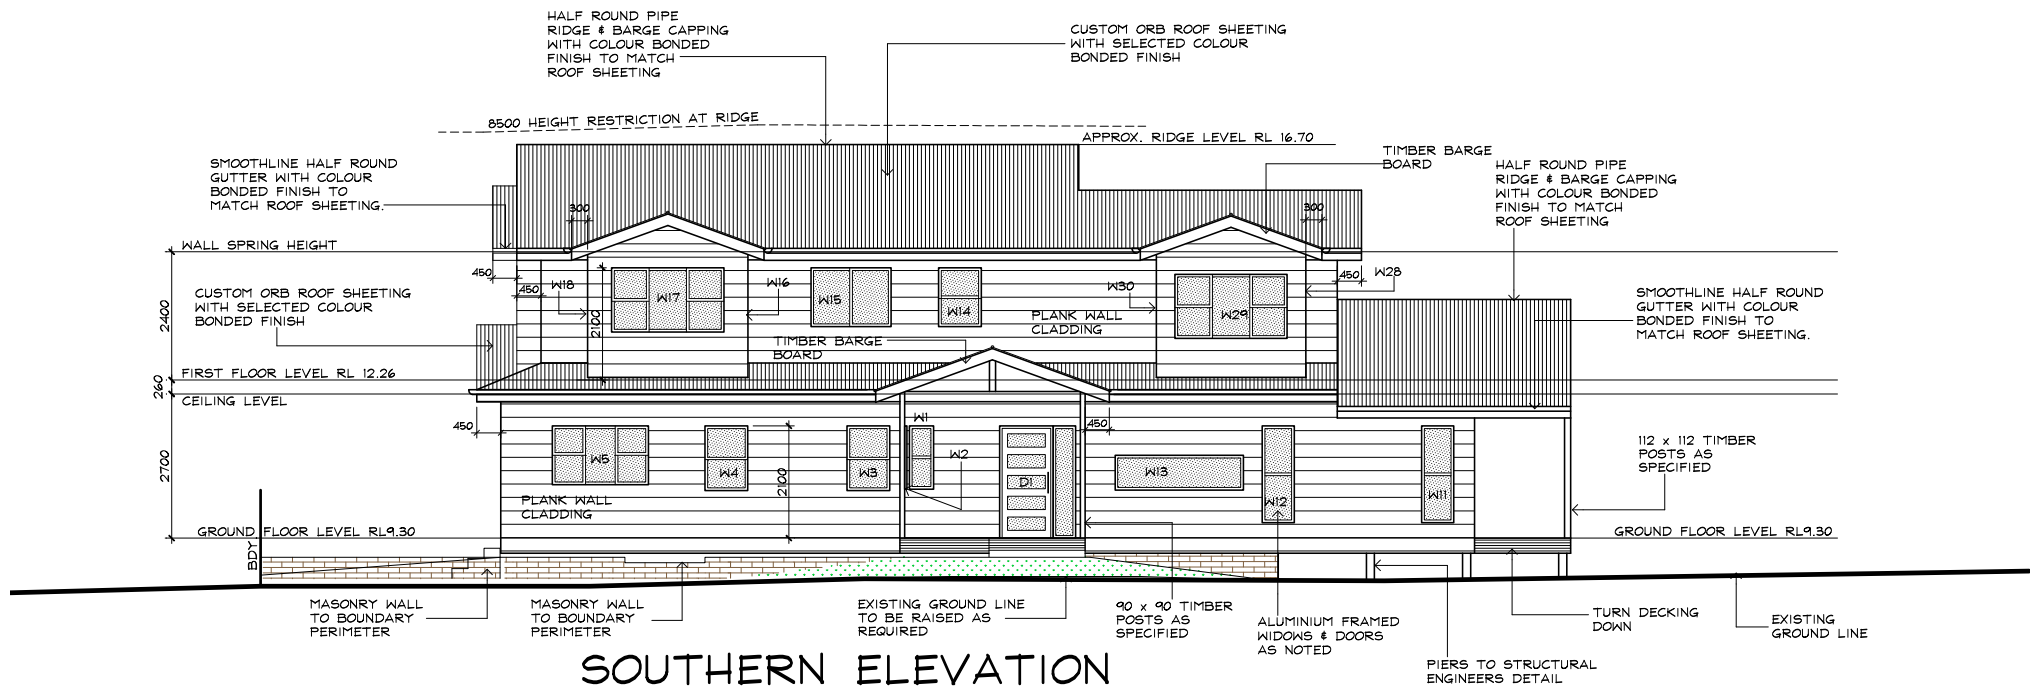 HALF ROUND PIPE
RIDGE & BARGE CAPPING
WITH COLOUR BONDED
FINISH TO MATCH
ROOF SHEETING
CUSTOM ORB ROOF SHEETING
WITH SELECTED COLOUR
BONDED FINISH
8500 HEIGHT RESTRICTION AT RIDGE
APPROX. RIDGE LEVEL RL 16.70
TIMBER BARGE
BOARD
SMOOTHLINE HALF ROUND
GUTTER WITH COLOUR
BONDED FINISH TO
MATCH ROOF SHEETING.
HALF ROUND PIPE
RIDGE & BARGE CAPPING
WITH COLOUR BONDED
FINISH TO MATCH
ROOF SHEETING
300
300
WALL SPRING HEIGHT
450
450
450
W28
W18
W17
W16
W15
W14
W30
W29
2100
2400
CUSTOM ORB ROOF SHEETING
WITH SELECTED COLOUR
BONDED FINISH
PLANK WALL
CLADDING
SMOOTHLINE HALF ROUND
GUTTER WITH COLOUR
BONDED TO FINISH TO
MATCH ROOF SHEETING.
TIMBER BARGE
BOARD
FIRST FLOOR LEVEL RL 12.26
260
CEILING LEVEL
450
450
W1
W2
W5
W4
W3
D1
W13
W12
W11
2100
2700
112 x 112 TIMBER
POSTS AS
SPECIFIED
PLANK WALL
CLADDING
GROUND FLOOR LEVEL RL9.30
GROUND FLOOR LEVEL RL9.30
BDY.
MASONRY WALL
TO BOUNDARY
PERIMETER
MASONRY WALL
TO BOUNDARY
PERIMETER
EXISTING GROUND LINE
TO BE RAISED AS
REQUIRED
90 x 90 TIMBER
POSTS AS
SPECIFIED
ALUMINIUM FRAMED
WIDOWS & DOORS
AS NOTED
PIERS TO STRUCTURAL
ENGINEERS DETAIL
TURN DECKING
DOWN
EXISTING
GROUND LINE
SOUTHERN ELEVATION